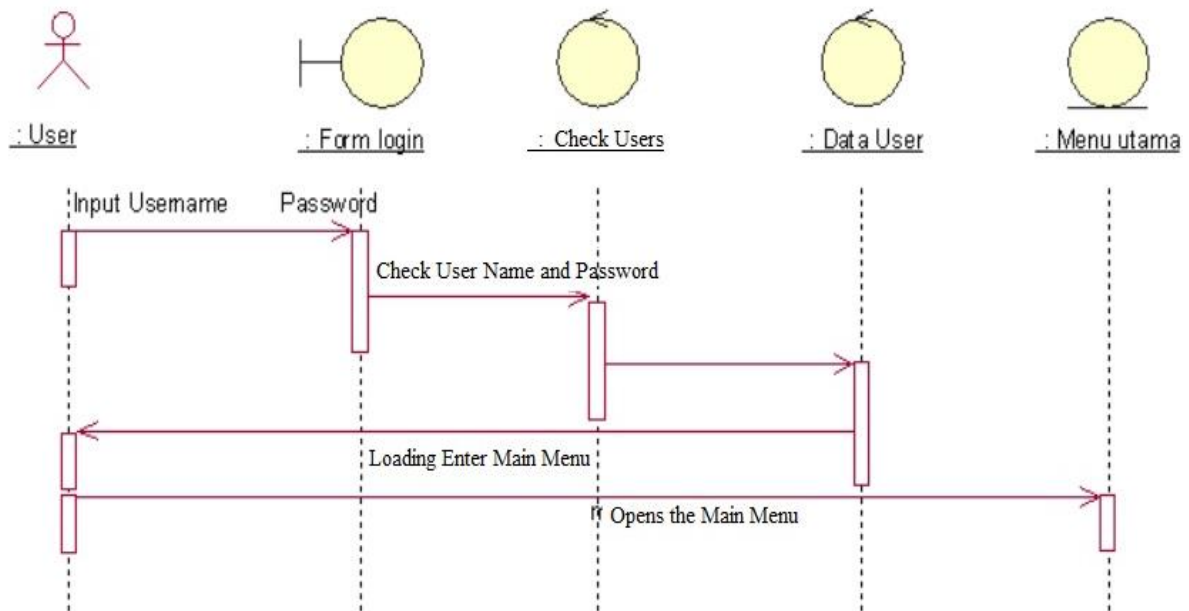 : User
: Form login
: Check Users
: Data User
: Menu utama
Input Username Password
Check User Name and Password
Loading Enter Main Menu
Opens the Main Menu